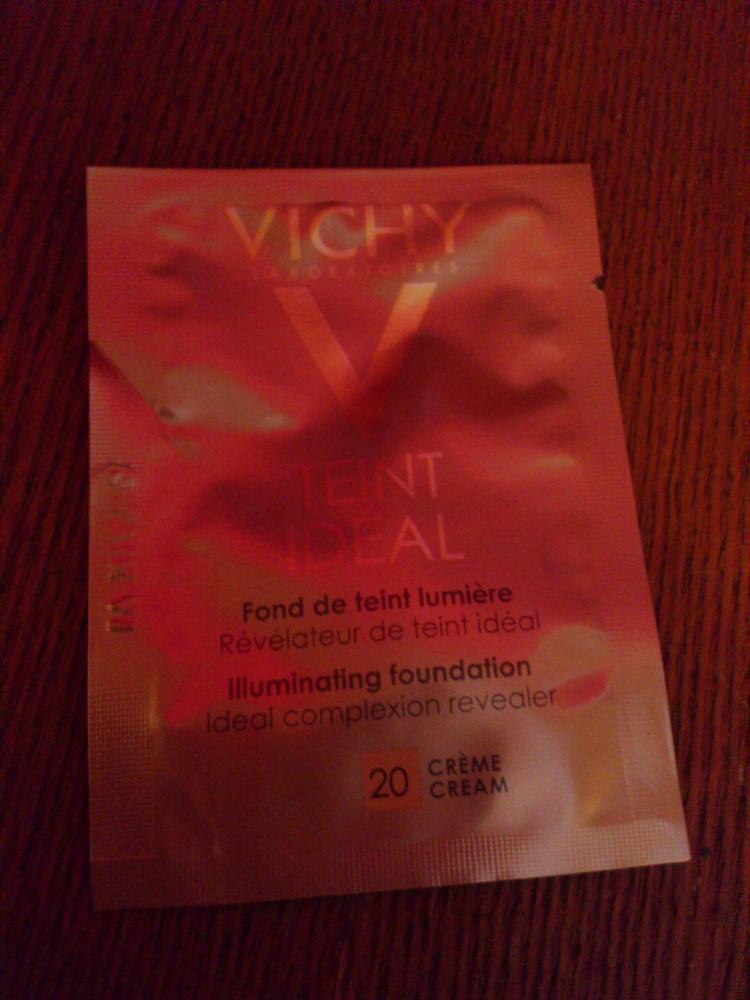 VICHY
LABORATOIRES
TEINT
IDÉAL
Fond de teint lumière
Révélateur de teint idéal
Illuminating foundation
Ideal complexion revealer
20 CRÈME
CREAM